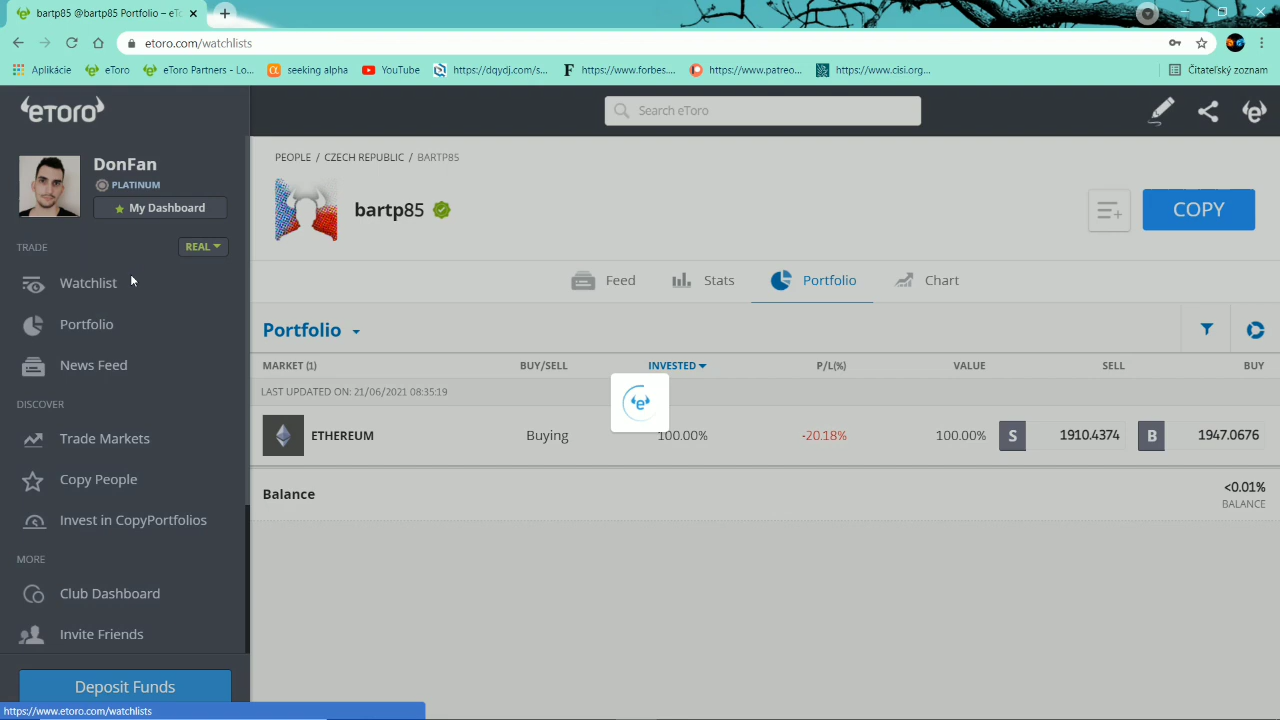 bartp85 @bartp85 Portfolio – eTo
etoro.com/watchlists
Aplikácie
eToro
eToro Partners - Lo...
seeking alpha
YouTube
https://dqydj.com/s...
https://www.forbes....
https://www.patreo...
https://www.cisi.org...
Čitateľský zoznam
eToro
Search eToro
DonFan
PLATINUM
My Dashboard
TRADE
REAL
Watchlist
Portfolio
News Feed
DISCOVER
Trade Markets
Copy People
Invest in CopyPortfolios
MORE
Club Dashboard
Invite Friends
Deposit Funds
https://www.etoro.com/watchlists
PEOPLE / CZECH REPUBLIC / BARTP85
bartp85
COPY
Feed
Stats
Portfolio
Chart
Portfolio
MARKET (1) BUY/SELL INVESTED P/L(%) VALUE SELL BUY
LAST UPDATED ON: 21/06/2021 08:35:19
ETHEREUM Buying 100.00% -20.18% 100.00% S 1910.4374 B 1947.0676
Balance
<0.01%
BALANCE